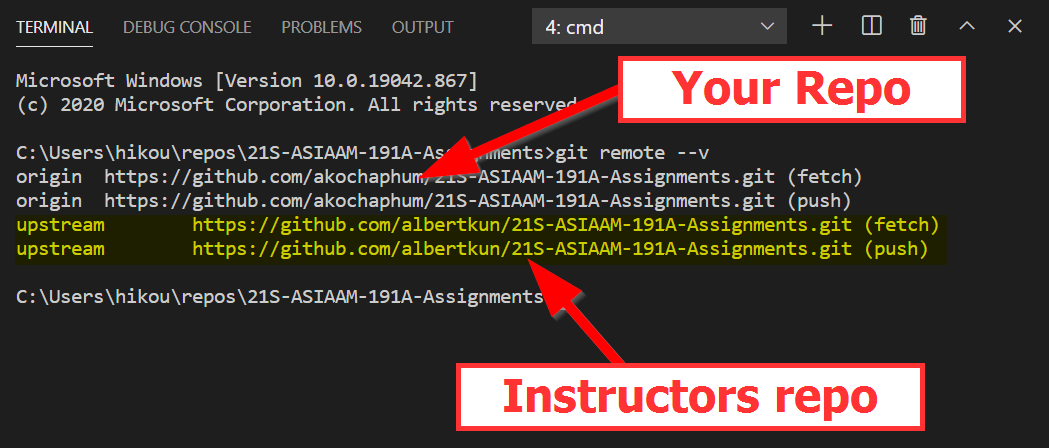 TERMINAL DEBUG CONSOLE PROBLEMS OUTPUT 4: cmd
Microsoft Windows [Version 10.0.19042.867]
(c) 2020 Microsoft Corporation. All rights reserved
Your Repo
C:\Users\hikou\repos\21S-ASIAAM-191A-Assignments>git remote --v
origin https://github.com/akochaphum/21S-ASIAAM-191A-Assignments.git (fetch)
origin https://github.com/akochaphum/21S-ASIAAM-191A-Assignments.git (push)
upstream https://github.com/albertkun/21S-ASIAAM-191A-Assignments.git (fetch)
upstream https://github.com/albertkun/21S-ASIAAM-191A-Assignments.git (push)
C:\Users\hikou\repos\21S-ASIAAM-191A-Assignments
Instructors repo